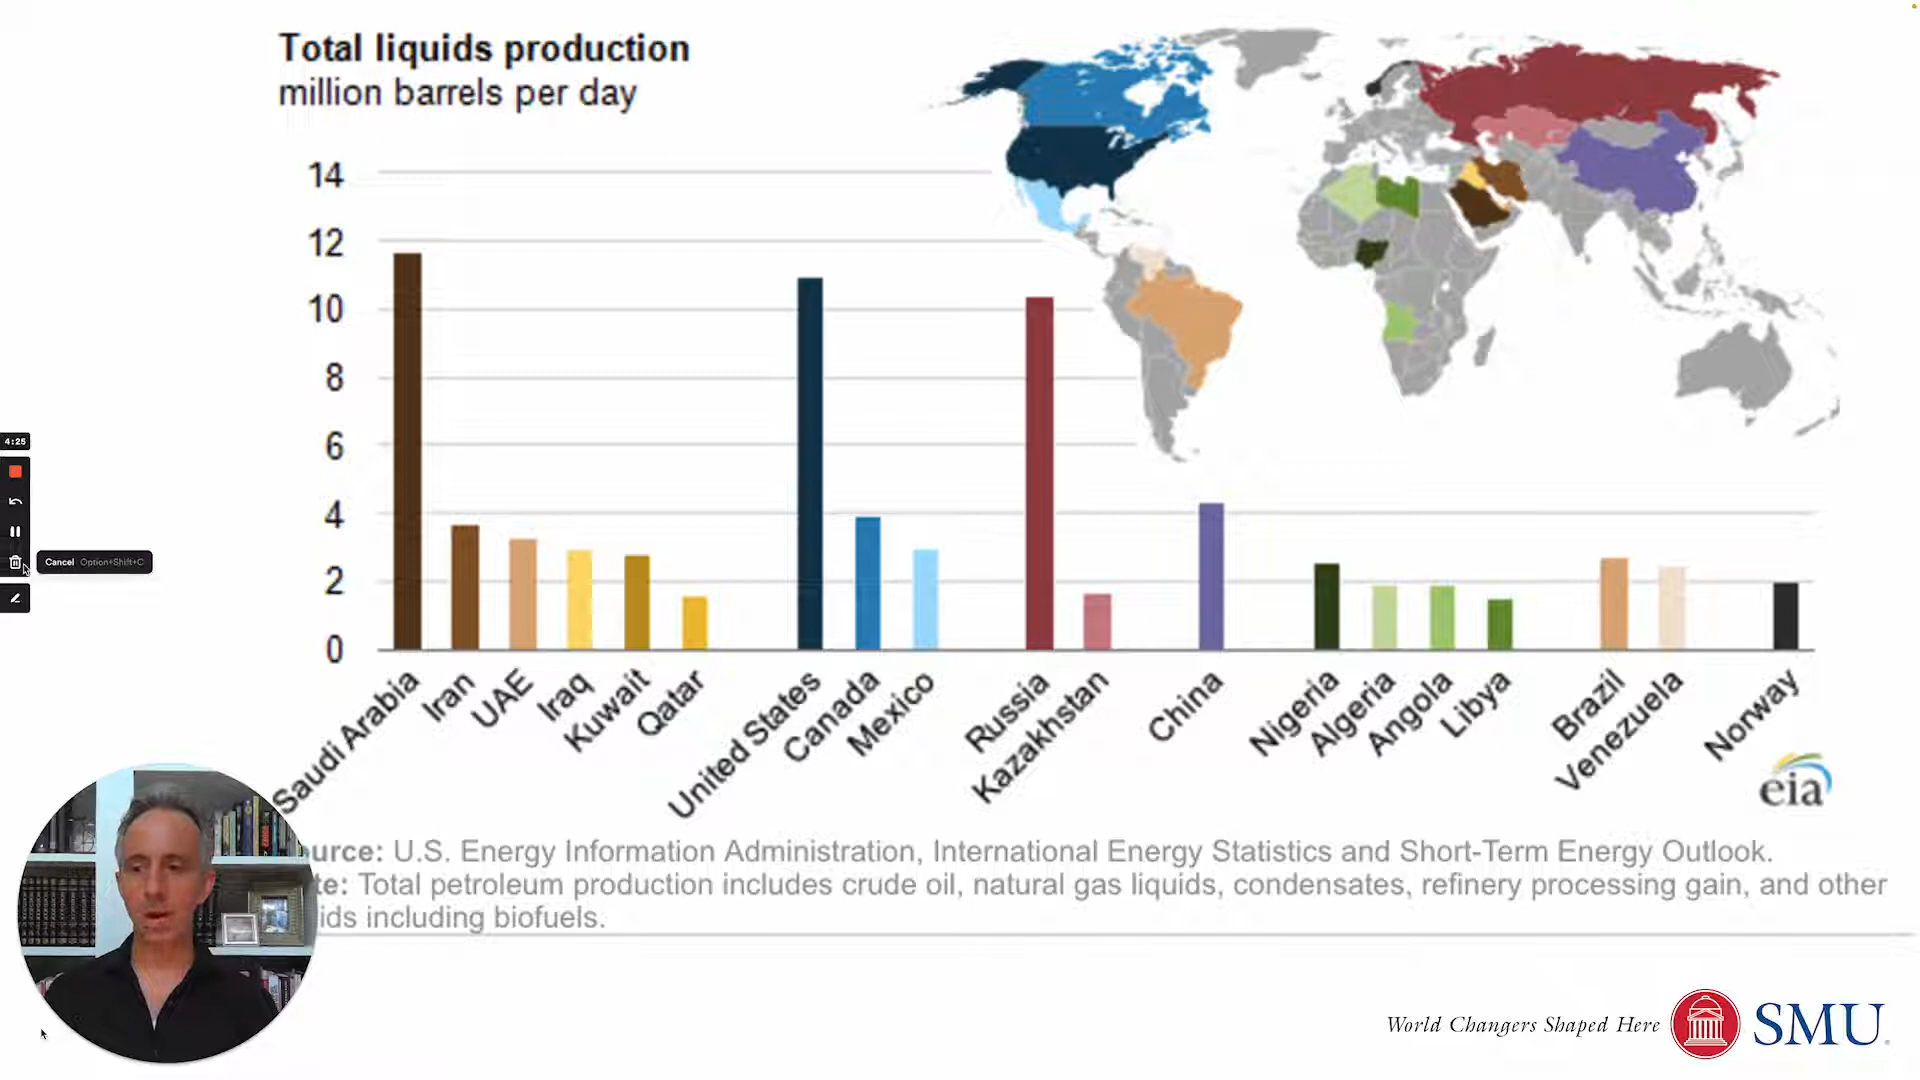 Total liquids production
million barrels per day
14
12
10
8
6
4
2
0
Saudi Arabia
Iran
UAE
Iraq
Kuwait
Qatar
United States
Canada
Mexico
Russia
Kazakhstan
China
Nigeria
Algeria
Angola
Libya
Brazil
Venezuela
Norway
eia
urce: U.S. Energy Information Administration, International Energy Statistics and Short-Term Energy Outlook.
te: Total petroleum production includes crude oil, natural gas liquids, condensates, refinery processing gain, and other
ids including biofuels.
4:25
Cancel Option+Shift+C
World Changers Shaped Here
SMU